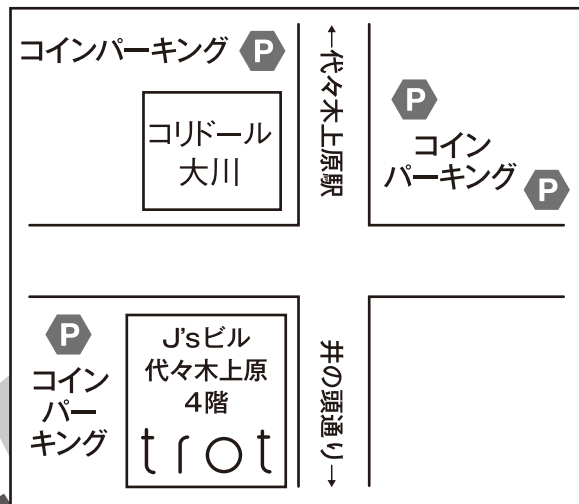 コインパーキング P
コリドール
大川
←代々木上原駅
P
コイン
パーキング P
P
コイン
パー
キング
J'sビル
代々木上原
4階
trot
井の頭通り→